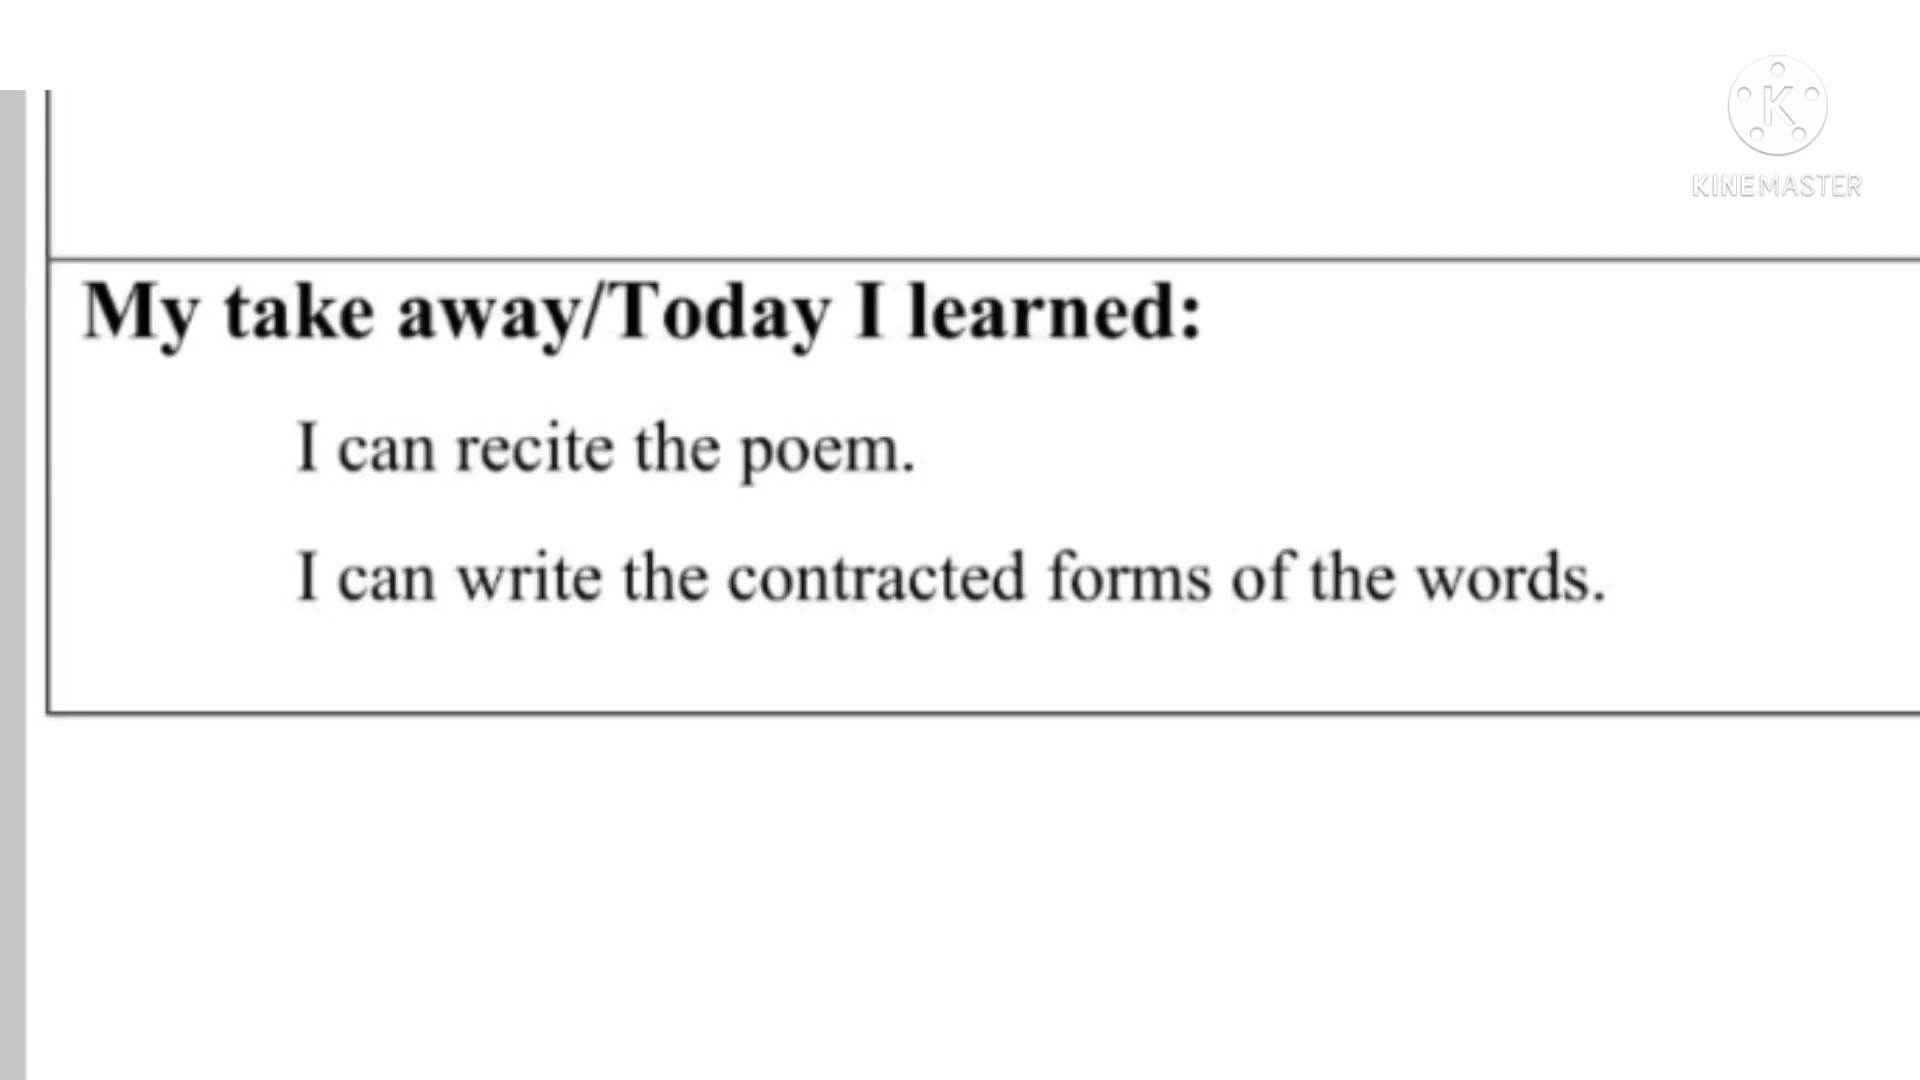 K
KINEMASTER
My take away/Today I learned:
I can recite the poem.
I can write the contracted forms of the words.